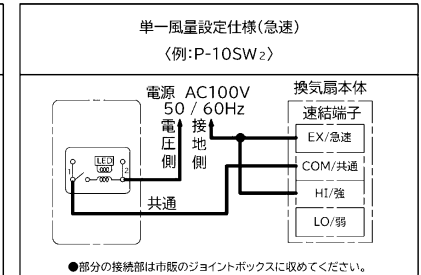 単一風量設定仕様(急速)
〈例:P-10SW₂〉
電源 AC100V
50 / 60Hz
電圧側
接地側
換気扇本体
速結端子
EX/急速
COM/共通
HI/強
LO/弱
LED
1
2
共通
●部分の接続部は市販のジョイントボックスに収めてください。